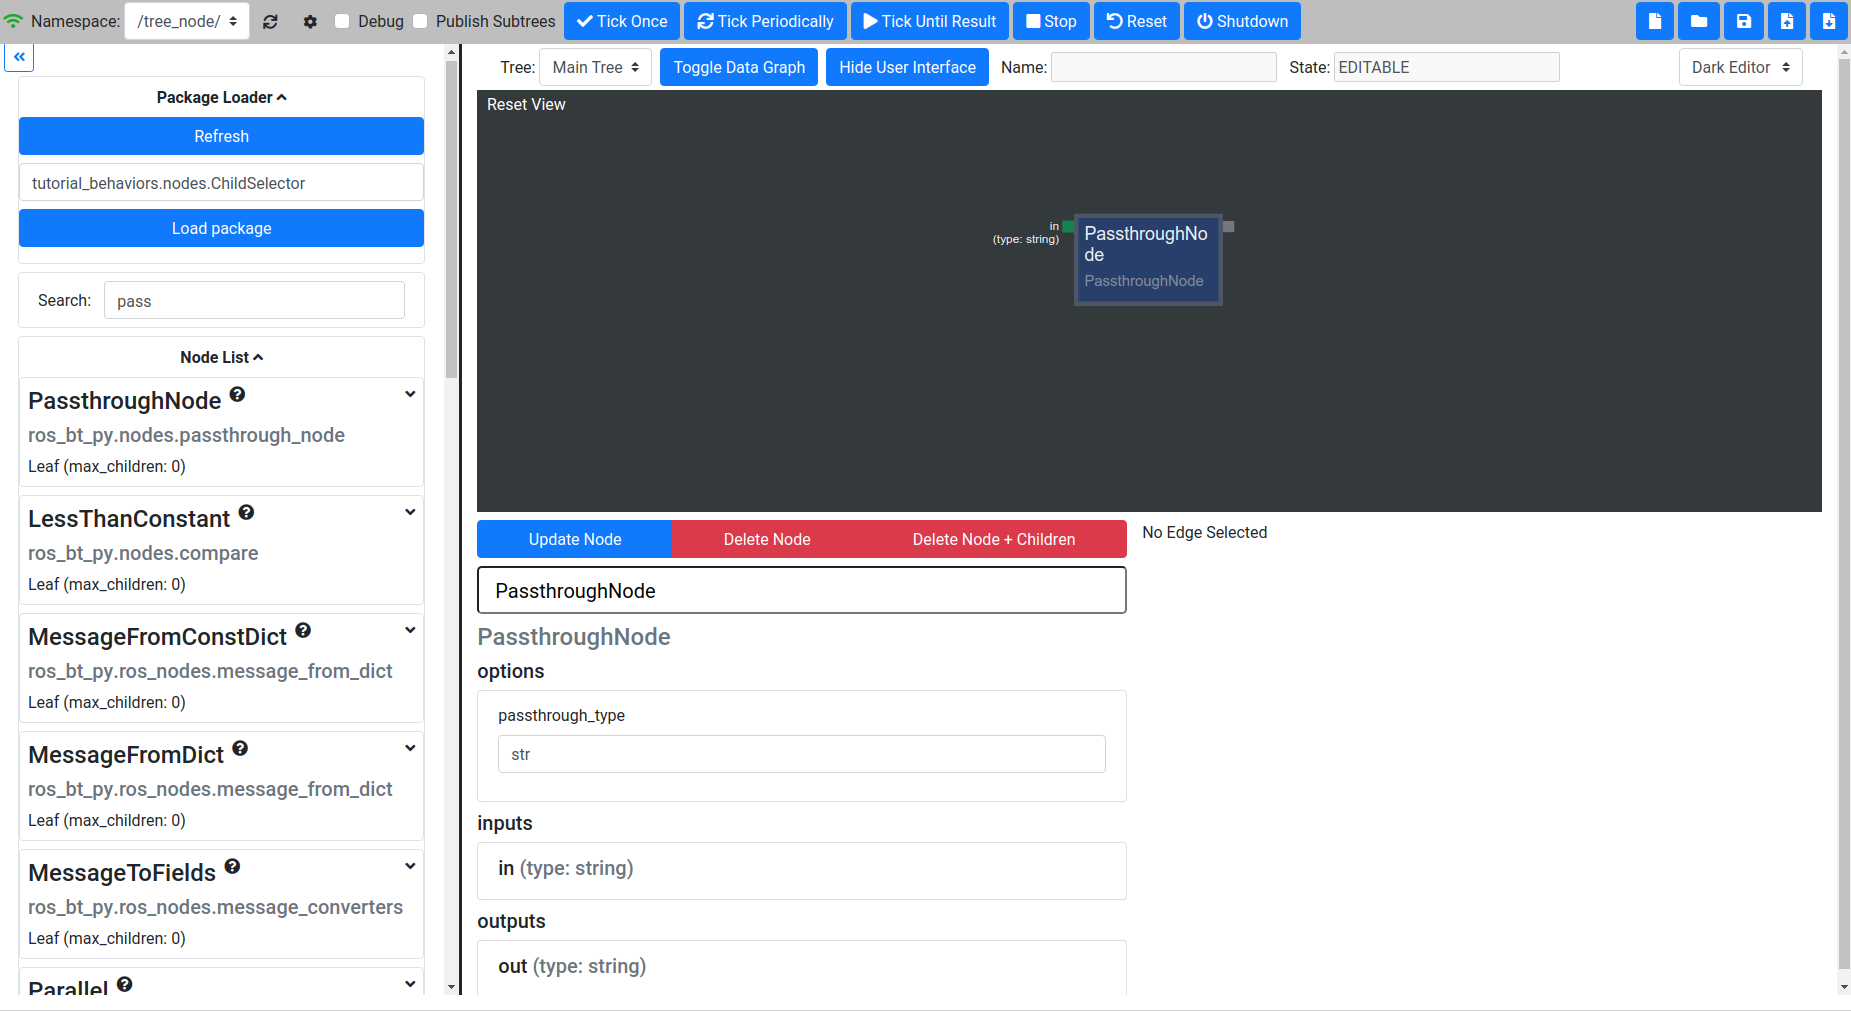 Namespace: /tree_node/ Debug Publish Subtrees Tick Once Tick Periodically Tick Until Result Stop Reset Shutdown
Package Loader
Refresh
tutorial_behaviors.nodes.ChildSelector
Load package
Search: pass
Node List
PassthroughNode
ros_bt_py.nodes.passthrough_node
Leaf (max_children: 0)
LessThanConstant
ros_bt_py.nodes.compare
Leaf (max_children: 0)
MessageFromConstDict
ros_bt_py.ros_nodes.message_from_dict
Leaf (max_children: 0)
MessageFromDict
ros_bt_py.ros_nodes.message_from_dict
Leaf (max_children: 0)
MessageToFields
ros_bt_py.ros_nodes.message_converters
Leaf (max_children: 0)
Parallel
Tree: Main Tree Toggle Data Graph Hide User Interface Name: State: EDITABLE Dark Editor
Reset View
in
(type: string)
PassthroughNo
de
PassthroughNode
Update Node Delete Node Delete Node + Children
No Edge Selected
PassthroughNode
PassthroughNode
options
passthrough_type
str
inputs
in (type: string)
outputs
out (type: string)